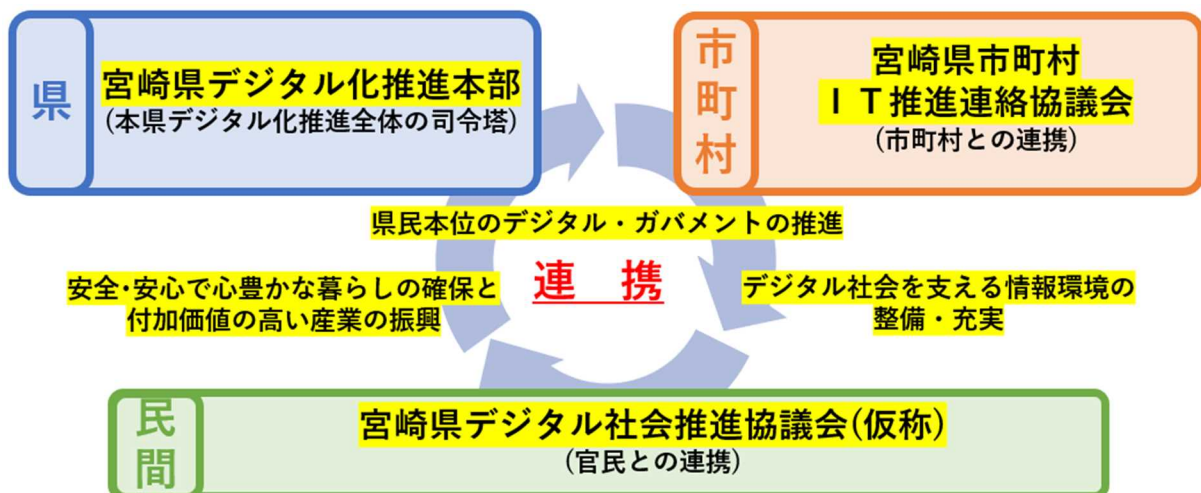 県
宮崎県デジタル化推進本部
(本県デジタル化推進全体の司令塔)
市町村
宮崎県市町村
ＩＴ推進連絡協議会
(市町村との連携)
県民本位のデジタル・ガバメントの推進
安全・安心で心豊かな暮らしの確保と
付加価値の高い産業の振興
連　携
デジタル社会を支える情報環境の
整備・充実
民間
宮崎県デジタル社会推進協議会(仮称)
(官民との連携)